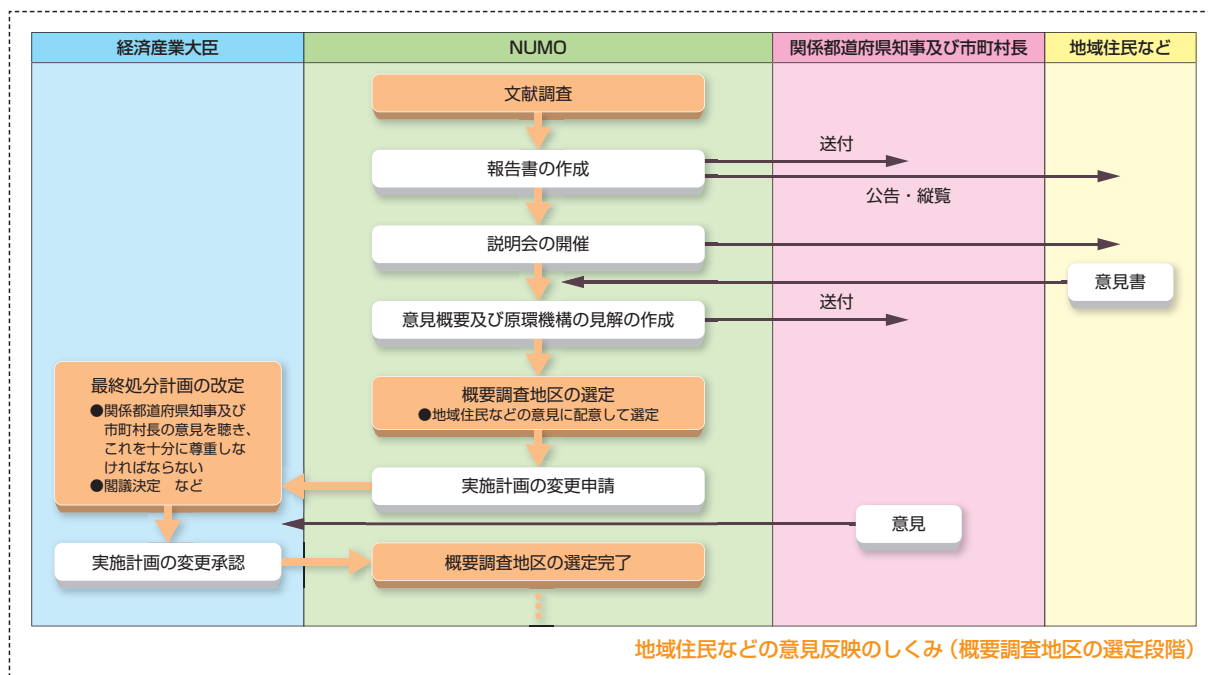 経済産業大臣
NUMO
関係都道府県知事及び市町村長
地域住民など
文献調査
送付
報告書の作成
公告・縦覧
説明会の開催
意見書
送付
意見概要及び原環機構の見解の作成
最終処分計画の改定
●関係都道府県知事及び
市町村長の意見を聴き、
これを十分に尊重しな
ければならない
●閣議決定　など
概要調査地区の選定
●地域住民などの意見に配意して選定
実施計画の変更申請
意見
実施計画の変更承認
概要調査地区の選定完了
地域住民などの意見反映のしくみ（概要調査地区の選定段階）